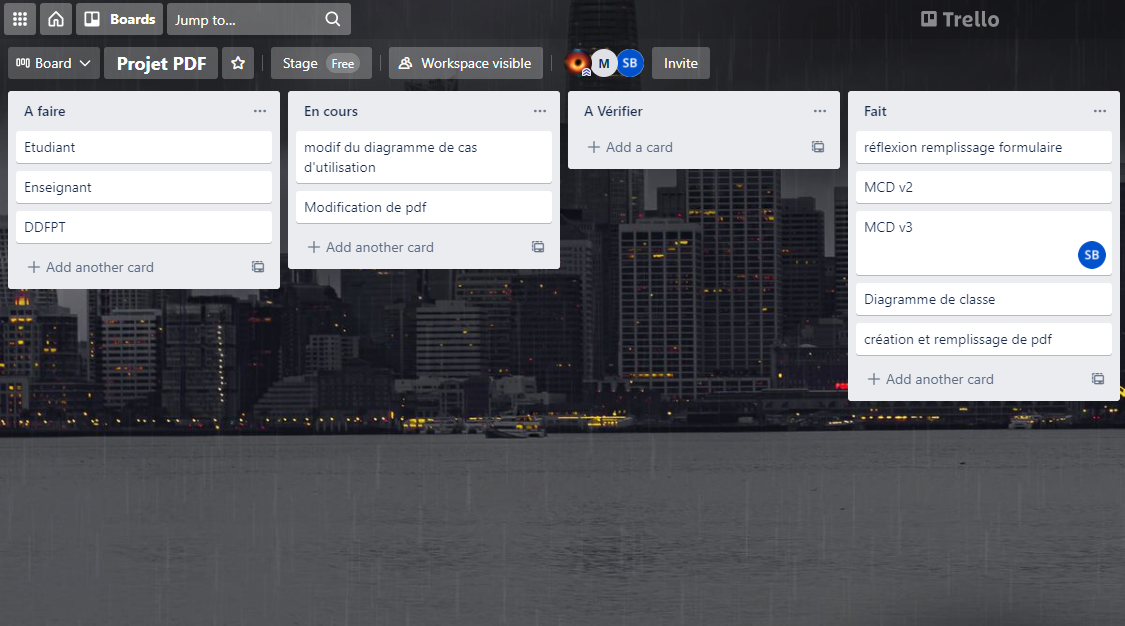 Boards
Jump to...
Trello
Board
Projet PDF
Stage Free
Workspace visible
M
SB
Invite
A faire
Etudiant
Enseignant
DDFPT
+ Add another card
En cours
modif du diagramme de cas
d'utilisation
Modification de pdf
+ Add another card
A Vérifier
+ Add a card
Fait
réflexion remplissage formulaire
MCD v2
MCD v3
SB
Diagramme de classe
création et remplissage de pdf
+ Add another card